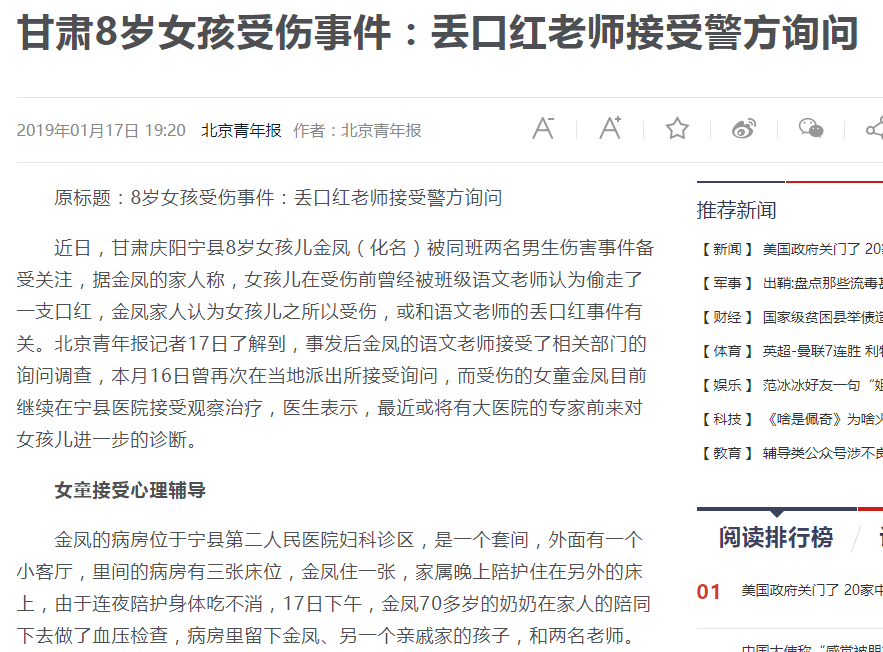 甘肃8岁女孩受伤事件：丢口红老师接受警方询问
2019年01月17日 19:20 北京青年报 作者：北京青年报
原标题：8岁女孩受伤事件：丢口红老师接受警方询问
近日，甘肃庆阳宁县8岁女孩儿金凤（化名）被同班两名男生伤害事件备
受关注，据金凤的家人称，女孩儿在受伤前曾经被班级语文老师认为偷走了
一支口红，金凤家人认为女孩儿之所以受伤，或和语文老师的丢口红事件有
关。北京青年报记者17日了解到，事发后金凤的语文老师接受了相关部门的
询问调查，本月16日曾再次在当地派出所接受询问，而受伤的女童金凤目前
继续在宁县医院接受观察治疗，医生表示，最近或将有大医院的专家前来对
女孩儿进一步的诊断。
女童接受心理辅导
金凤的病房位于宁县第二人民医院妇科诊区，是一个套间，外面有一个
小客厅，里间的病房有三张床位，金凤住一张，家属晚上陪护住在另外的床
上，由于连夜陪护身体吃不消，17日下午，金凤70多岁的奶奶在家人的陪同
下去做了血压检查，病房里留下金凤、另一个亲戚家的孩子，和两名老师。
推荐新闻
【 新闻 】 美国政府关门了 20
【 军事 】 出鞘:盘点那些流毒
【 财经 】 国家级贫困县举债
【 体育 】 英超-曼联7连胜 利
【 娱乐 】 范冰冰好友一句“
【 科技 】 《啥是佩奇》为啥
【 教育 】 辅导类公众号涉不
阅读排行榜
01 美国政府关门了 20家
中国大使称“感觉被